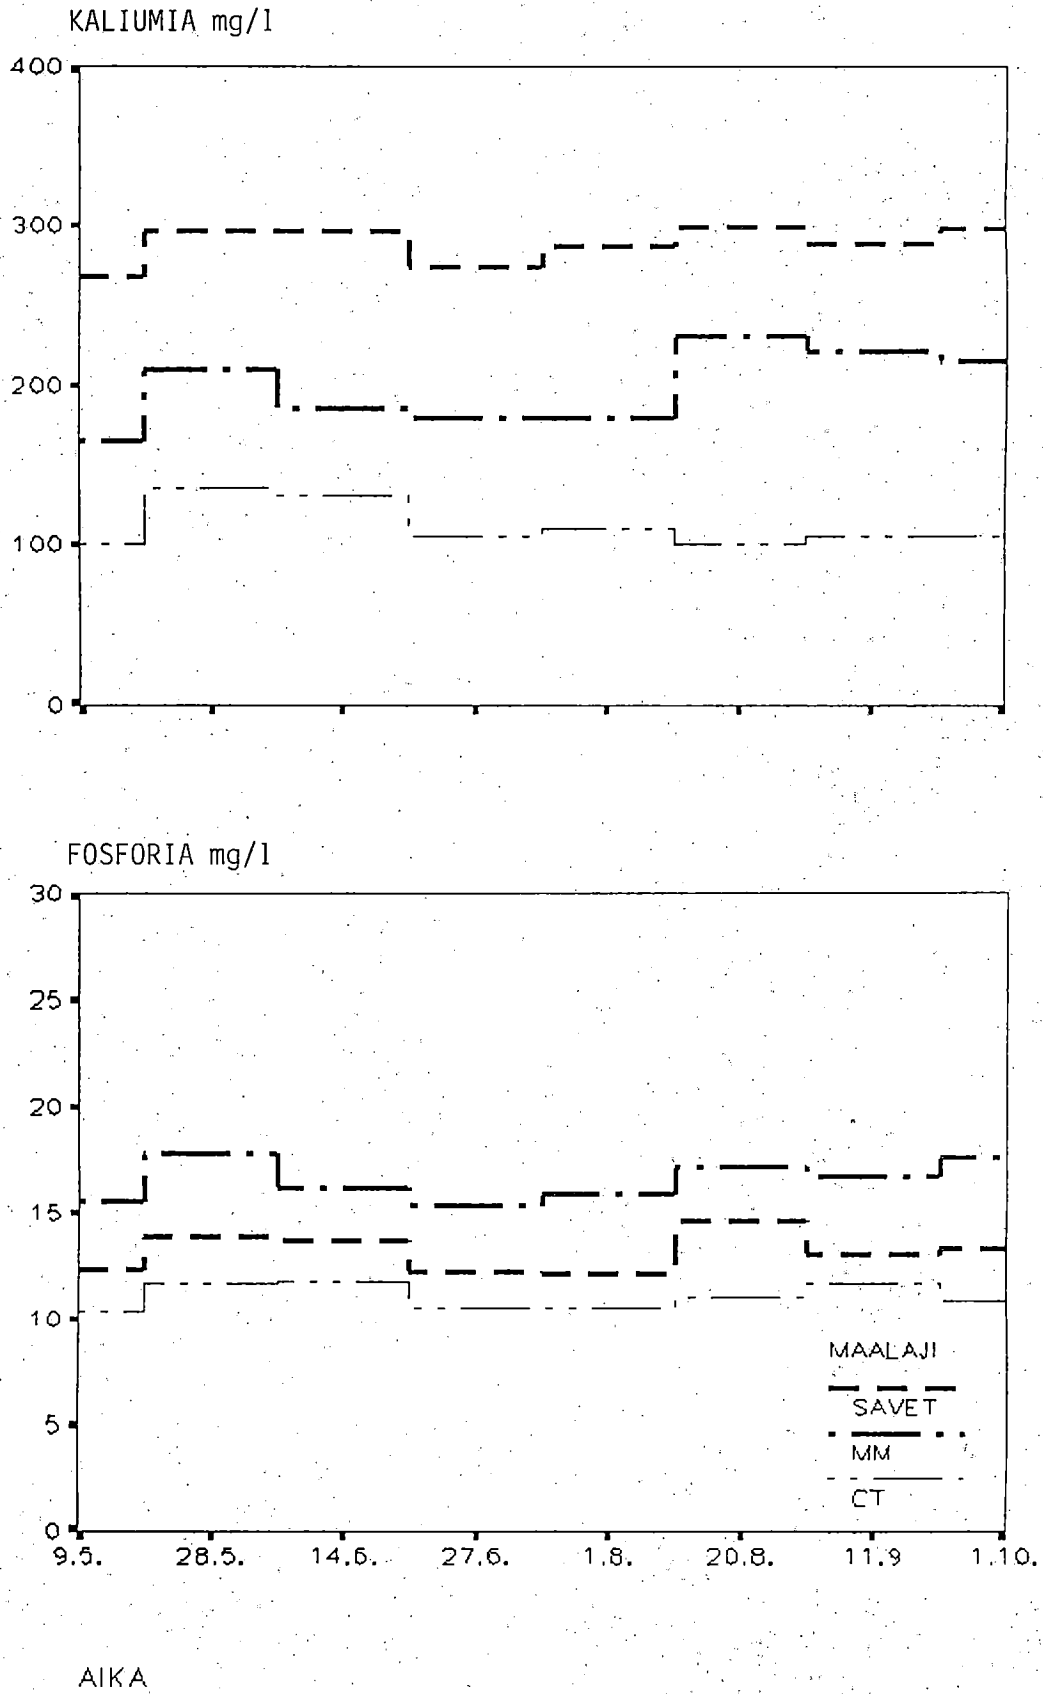 KALIUMIA mg/l
400
300
200
100
0
FOSFORIA mg/l
30
25
20
15
10
5
0
MAALAJI
SAVET
MM
CT
9.5. 28.5. 14.6. 27.6. 1.8. 20.8. 11.9 1.10.
AIKA